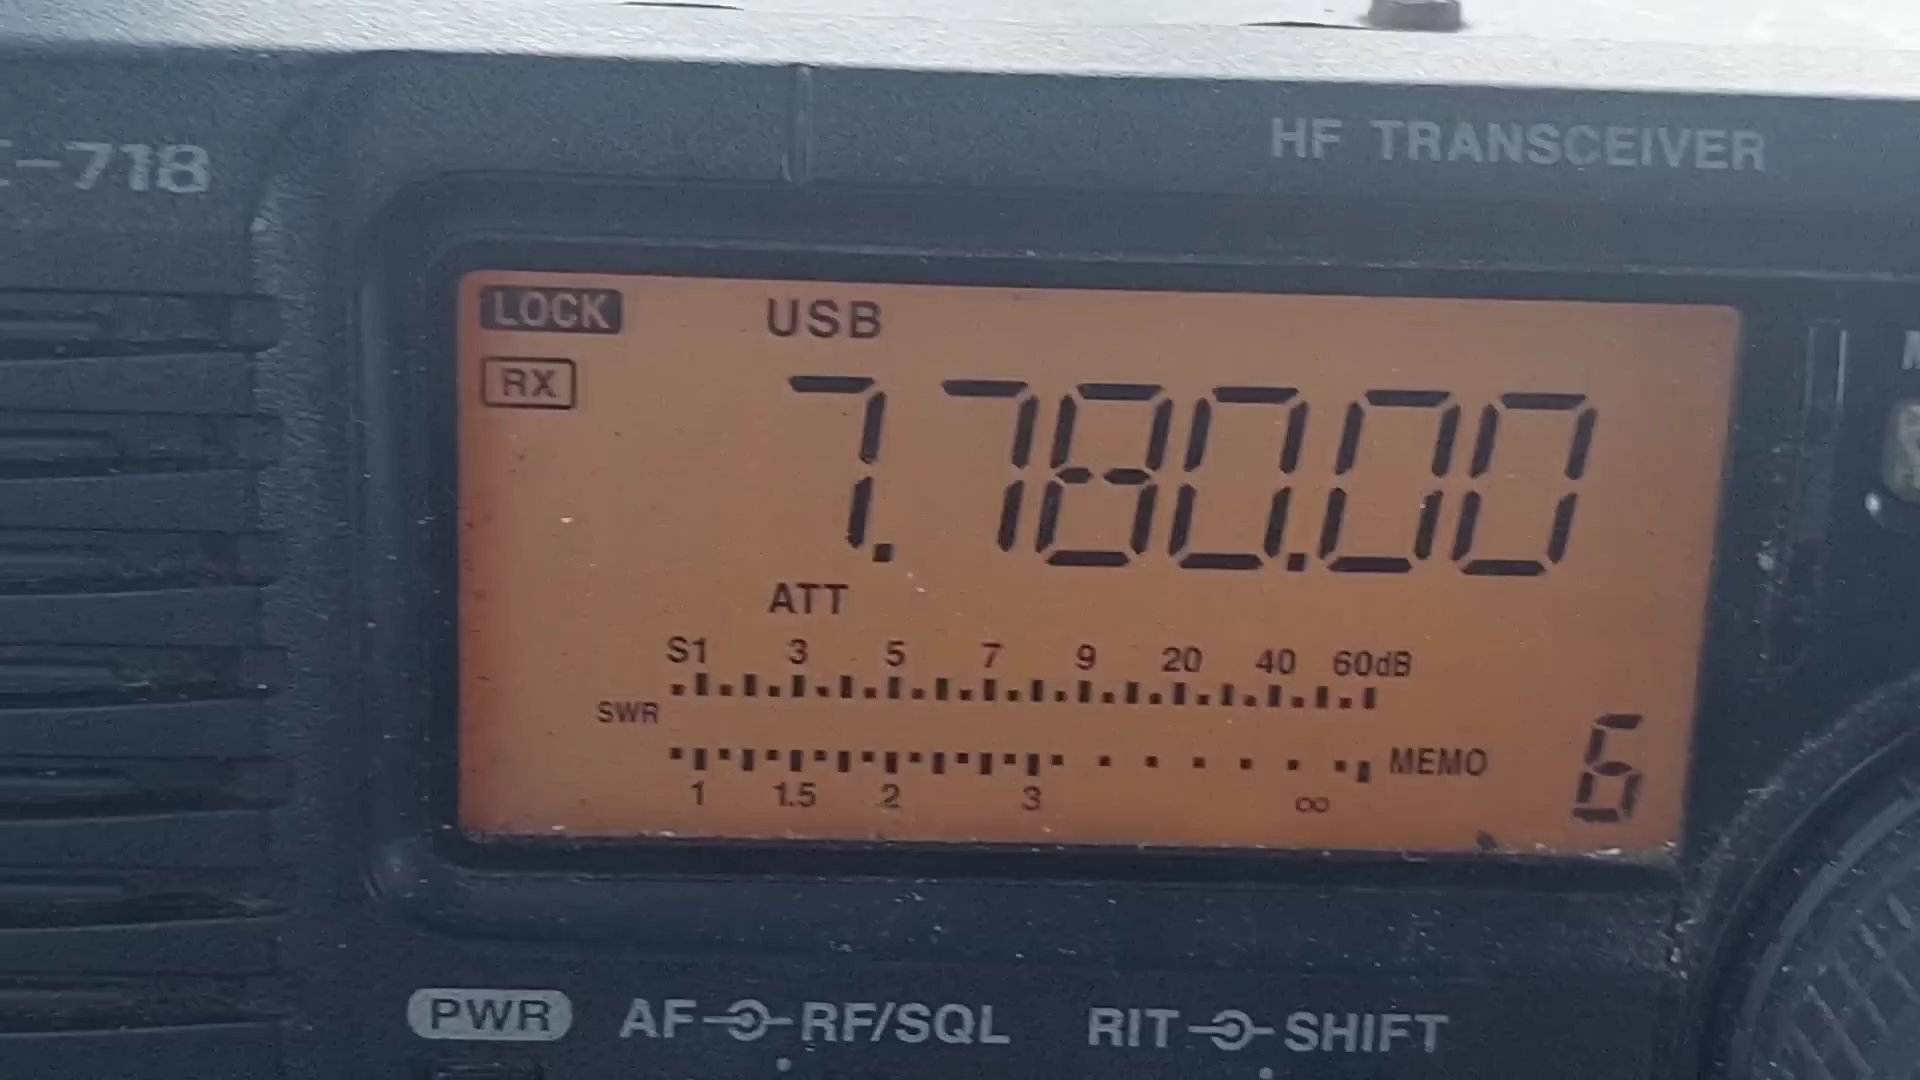 -718
HF TRANSCEIVER
LOCK USB
RX
7.780.00
ATT
S1 3 5 7 9 20 40 60dB
SWR
MEMO 6
1 1.5 2 3 ∞
PWR AF RF/SQL RIT SHIFT